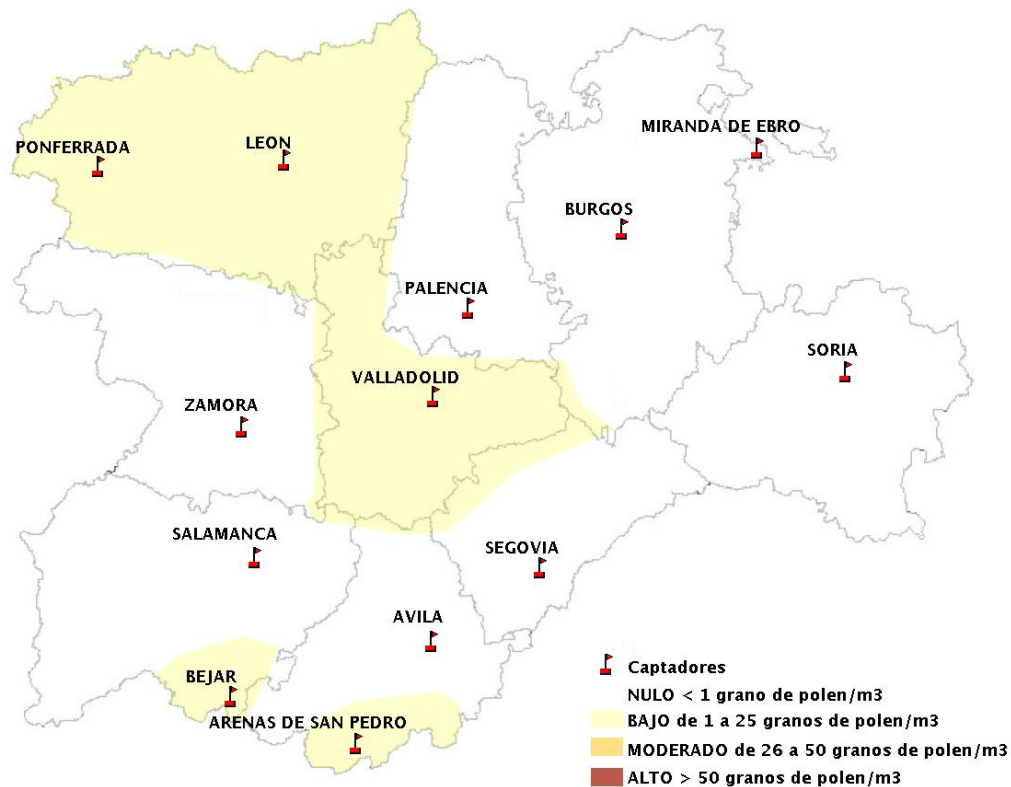 MIRANDA DE EBRO
PONFERRADA
LEON
BURGOS
PALENCIA
SORIA
VALLADOLID
ZAMORA
SALAMANCA
SEGOVIA
AVILA
BEJAR
ARENAS DE SAN PEDRO
Captadores
NULO < 1 grano de polen/m3
BAJO de 1 a 25 granos de polen/m3
MODERADO de 26 a 50 granos de polen/m3
ALTO > 50 granos de polen/m3